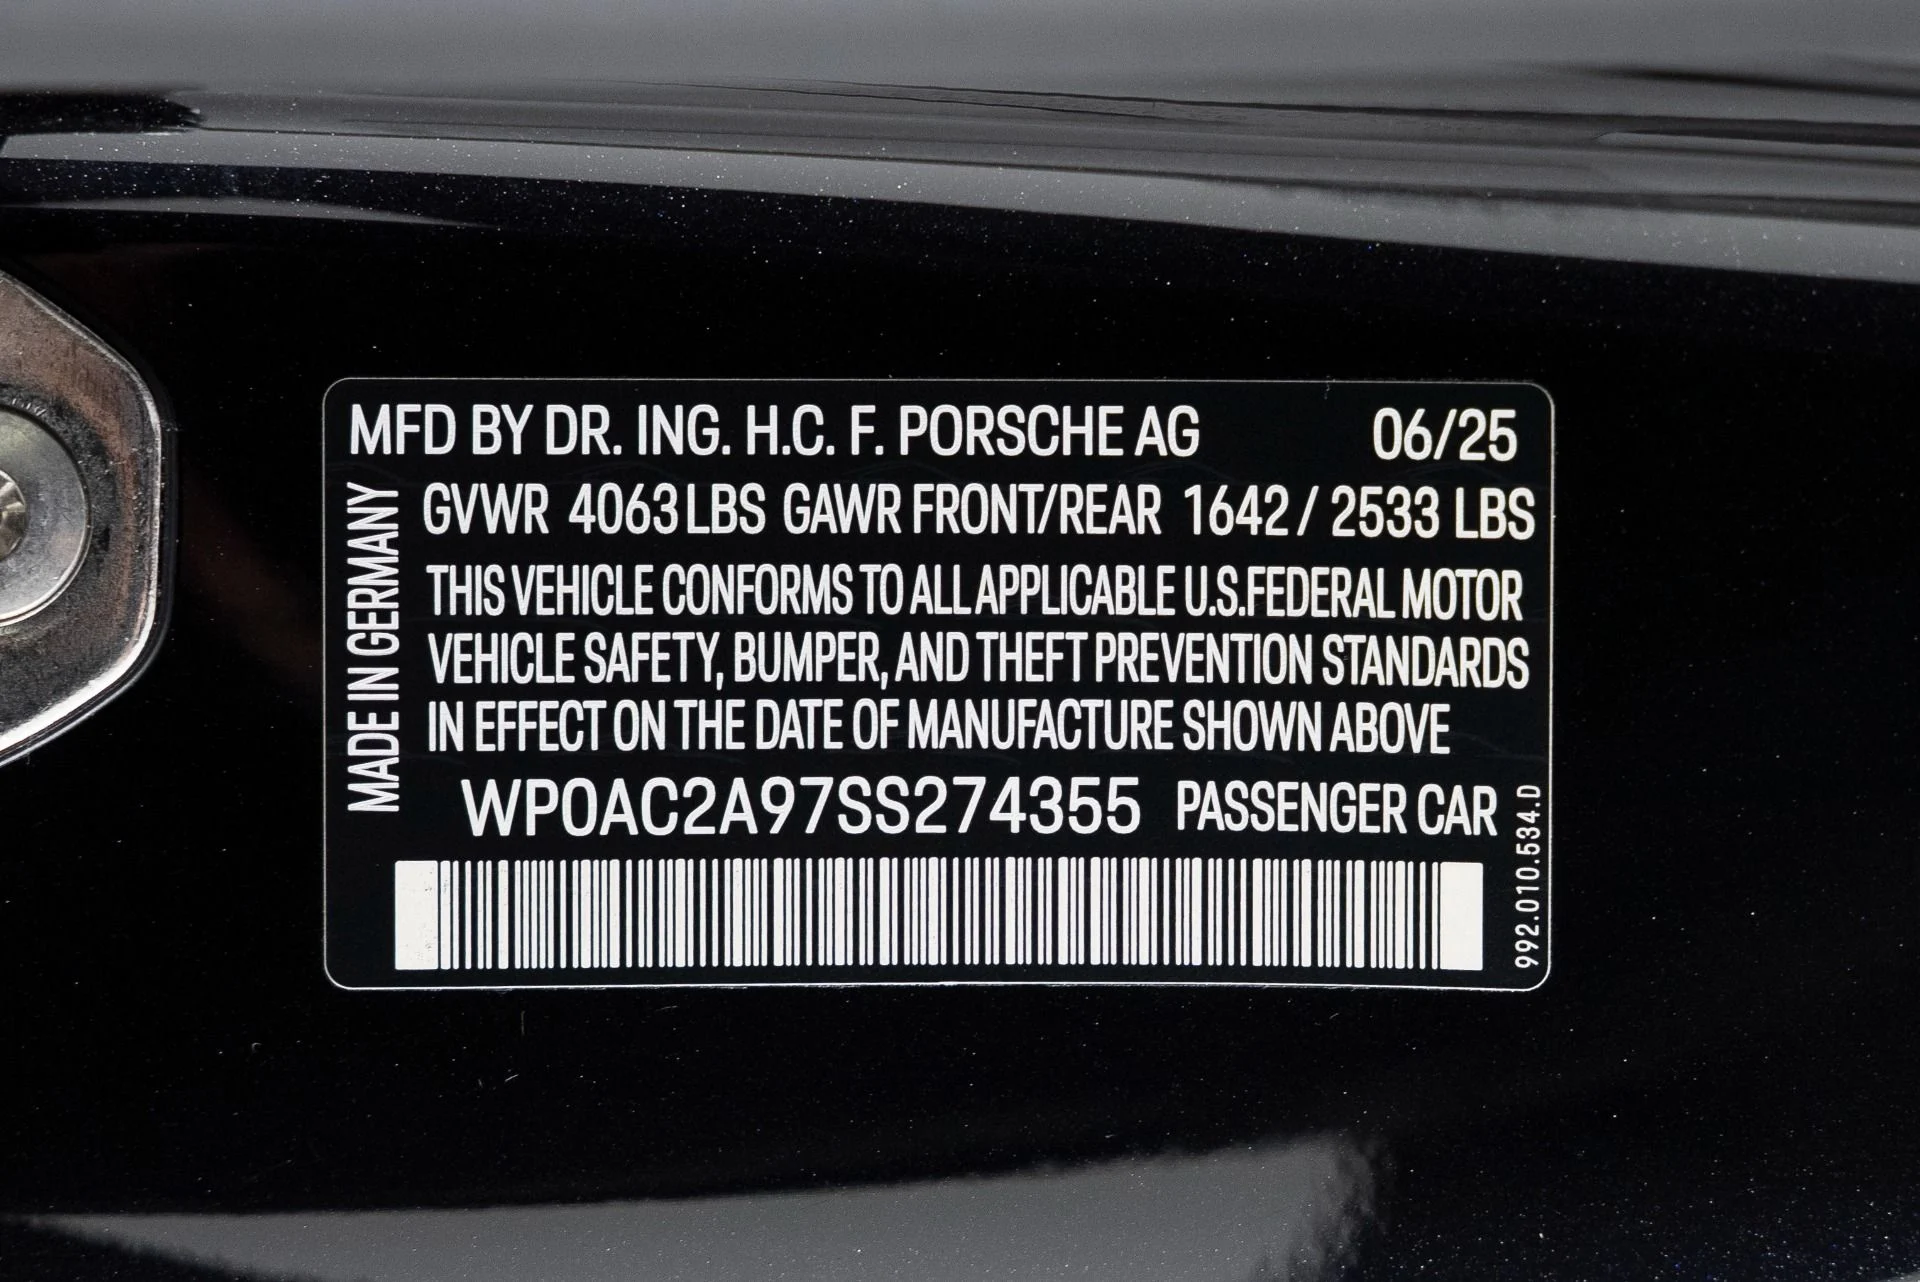 MFD BY DR. ING. H.C. F. PORSCHE AG 06/25
MADE IN GERMANY
GVWR 4063 LBS GAWR FRONT/REAR 1642 / 2533 LBS
THIS VEHICLE CONFORMS TO ALL APPLICABLE U.S.FEDERAL MOTOR
VEHICLE SAFETY, BUMPER, AND THEFT PREVENTION STANDARDS
IN EFFECT ON THE DATE OF MANUFACTURE SHOWN ABOVE
WP0AC2A97SS274355 PASSENGER CAR
992.010.534.D